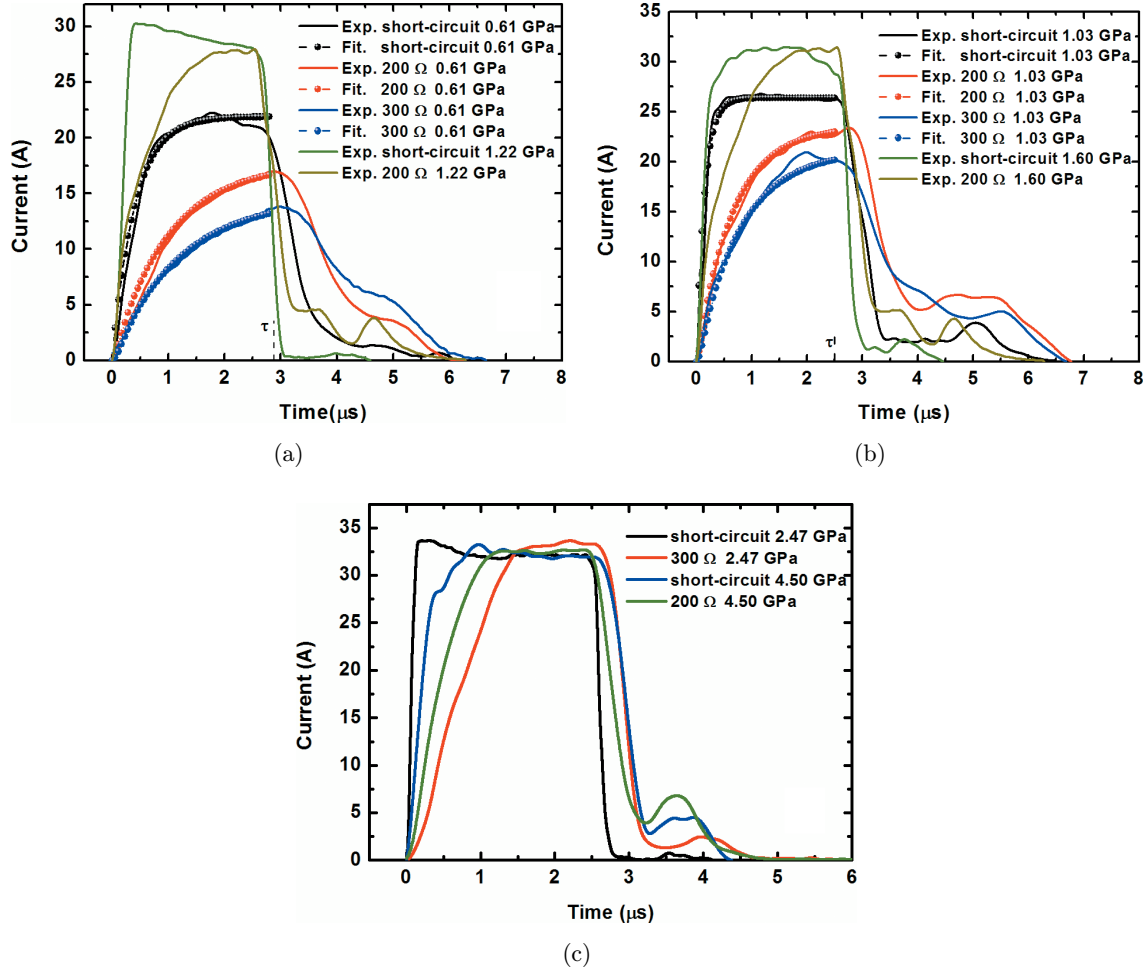 Exp. short-circuit 0.61 GPa
Fit. short-circuit 0.61 GPa
Exp. 200 Ω 0.61 GPa
Fit. 200 Ω 0.61 GPa
Exp. 300 Ω 0.61 GPa
Fit. 300 Ω 0.61 GPa
Exp. short-circuit 1.22 GPa
Exp. 200 Ω 1.22 GPa
30
25
20
15
10
5
0
Current (A)
τ
0 1 2 3 4 5 6 7 8
Time(μs)
(a)
Exp. short-circuit 1.03 GPa
Fit. short-circuit 1.03 GPa
Exp. 200 Ω 1.03 GPa
Fit. 200 Ω 1.03 GPa
Exp. 300 Ω 1.03 GPa
Fit. 300 Ω 1.03 GPa
Exp. short-circuit 1.60 GPa
Exp. 200 Ω 1.60 GPa
35
30
25
20
15
10
5
0
Current (A)
τ
0 1 2 3 4 5 6 7 8
Time (μs)
(b)
short-circuit 2.47 GPa
300 Ω 2.47 GPa
short-circuit 4.50 GPa
200 Ω 4.50 GPa
35
30
25
20
15
10
5
0
Current (A)
0 1 2 3 4 5 6
Time (μs)
(c)